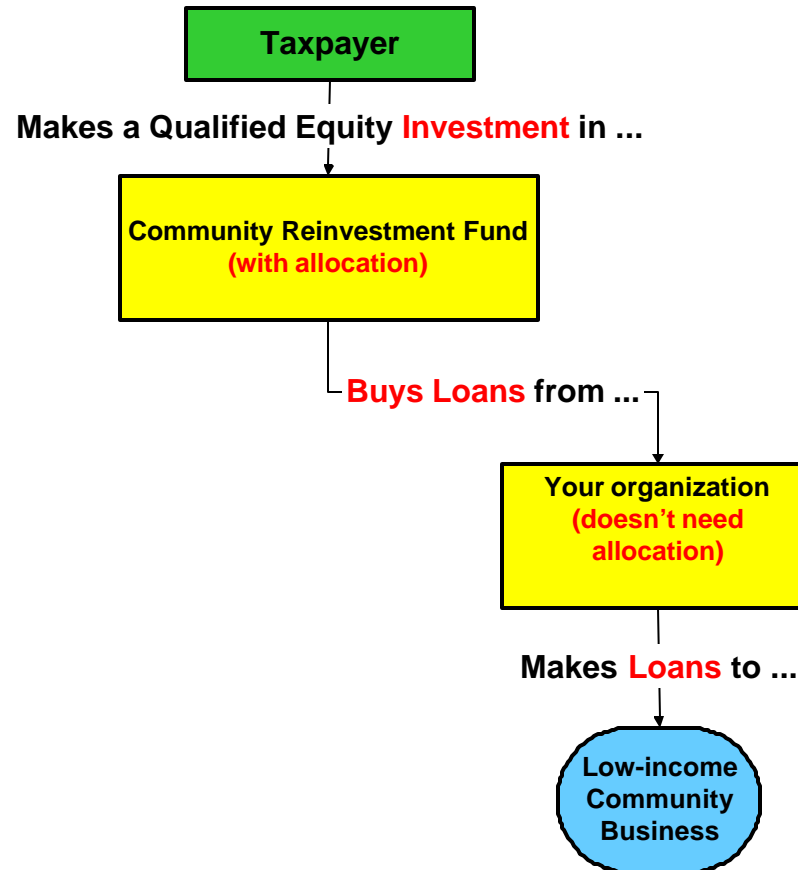 Taxpayer
Makes a Qualified Equity Investment in ...
Community Reinvestment Fund
(with allocation)
Buys Loans from ...
Your organization
(doesn’t need
allocation)
Makes Loans to ...
Low-income
Community
Business